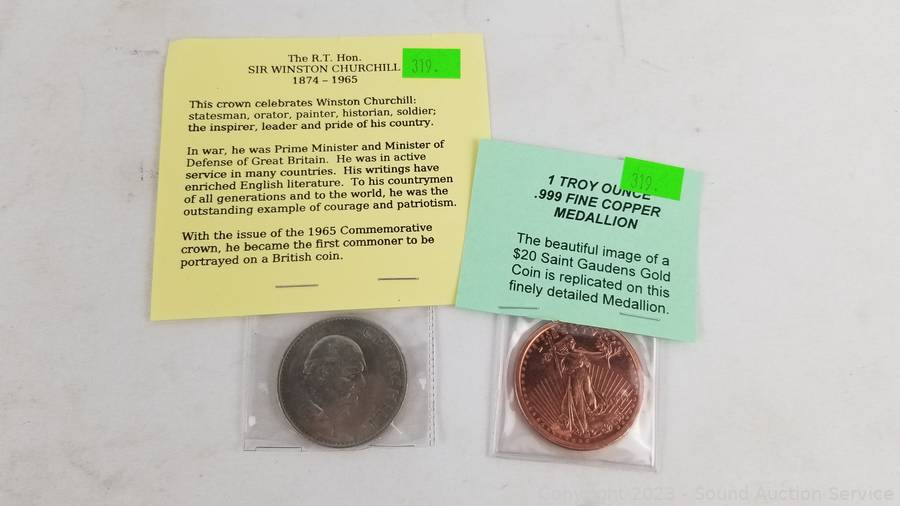 The R.T. Hon.
SIR WINSTON CHURCHILL
1874 – 1965
319.
This crown celebrates Winston Churchill:
statesman, orator, painter, historian, soldier;
the inspirer, leader and pride of his country.
In war, he was Prime Minister and Minister of
Defense of Great Britain. He was in active
service in many countries. His writings have
enriched English literature. To his countrymen
of all generations and to the world, he was the
outstanding example of courage and patriotism.
With the issue of the 1965 Commemorative
crown, he became the first commoner to be
portrayed on a British coin.
319.
1 TROY OUNCE
.999 FINE COPPER
MEDALLION
The beautiful image of a
$20 Saint Gaudens Gold
Coin is replicated on this
finely detailed Medallion.
Copyright 2023 - Sound Auction Service